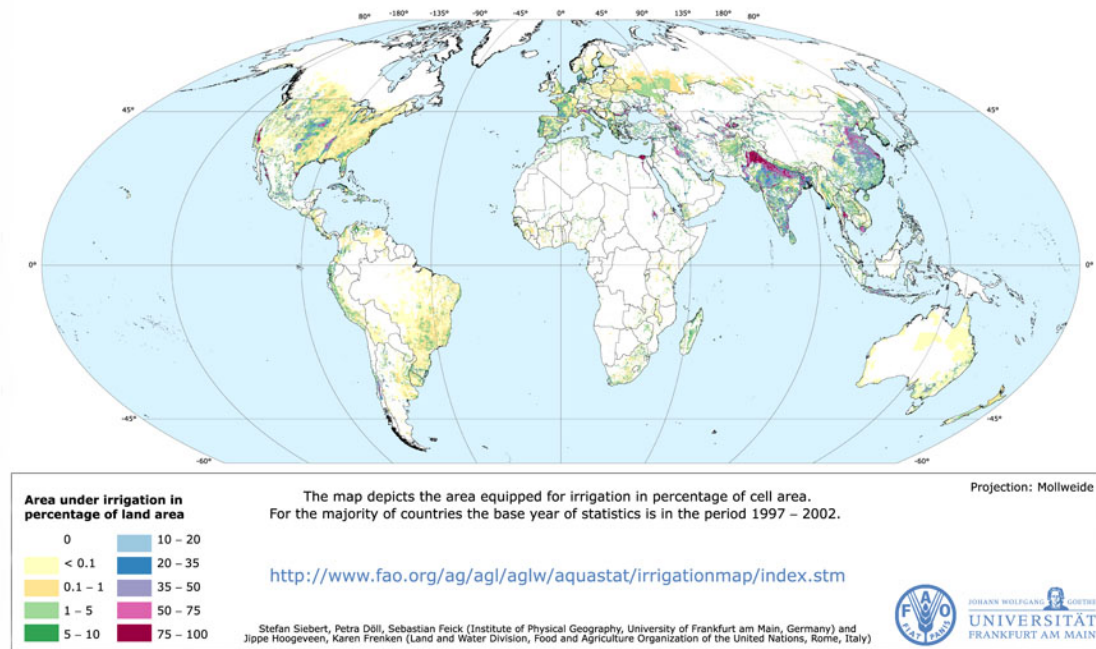 80° -180° -135° -90° -45° 0° 45° 90° 135° 180° 80°
45° 45°
0° 0°
-45° -45°
-60° -60°
Area under irrigation in
percentage of land area
0
< 0.1
0.1 – 1
1 – 5
5 – 10
10 – 20
20 – 35
35 – 50
50 – 75
75 – 100
The map depicts the area equipped for irrigation in percentage of cell area.
For the majority of countries the base year of statistics is in the period 1997 – 2002.
http://www.fao.org/ag/agl/aglw/aquastat/irrigationmap/index.stm
Stefan Siebert, Petra Döll, Sebastian Feick (Institute of Physical Geography, University of Frankfurt am Main, Germany) and
Jippe Hoogeveen, Karen Frenken (Land and Water Division, Food and Agriculture Organization of the United Nations, Rome, Italy)
Projection: Mollweide
FAO
FIAT PANIS
JOHANN WOLFGANG GOETHE
UNIVERSITÄT
FRANKFURT AM MAIN